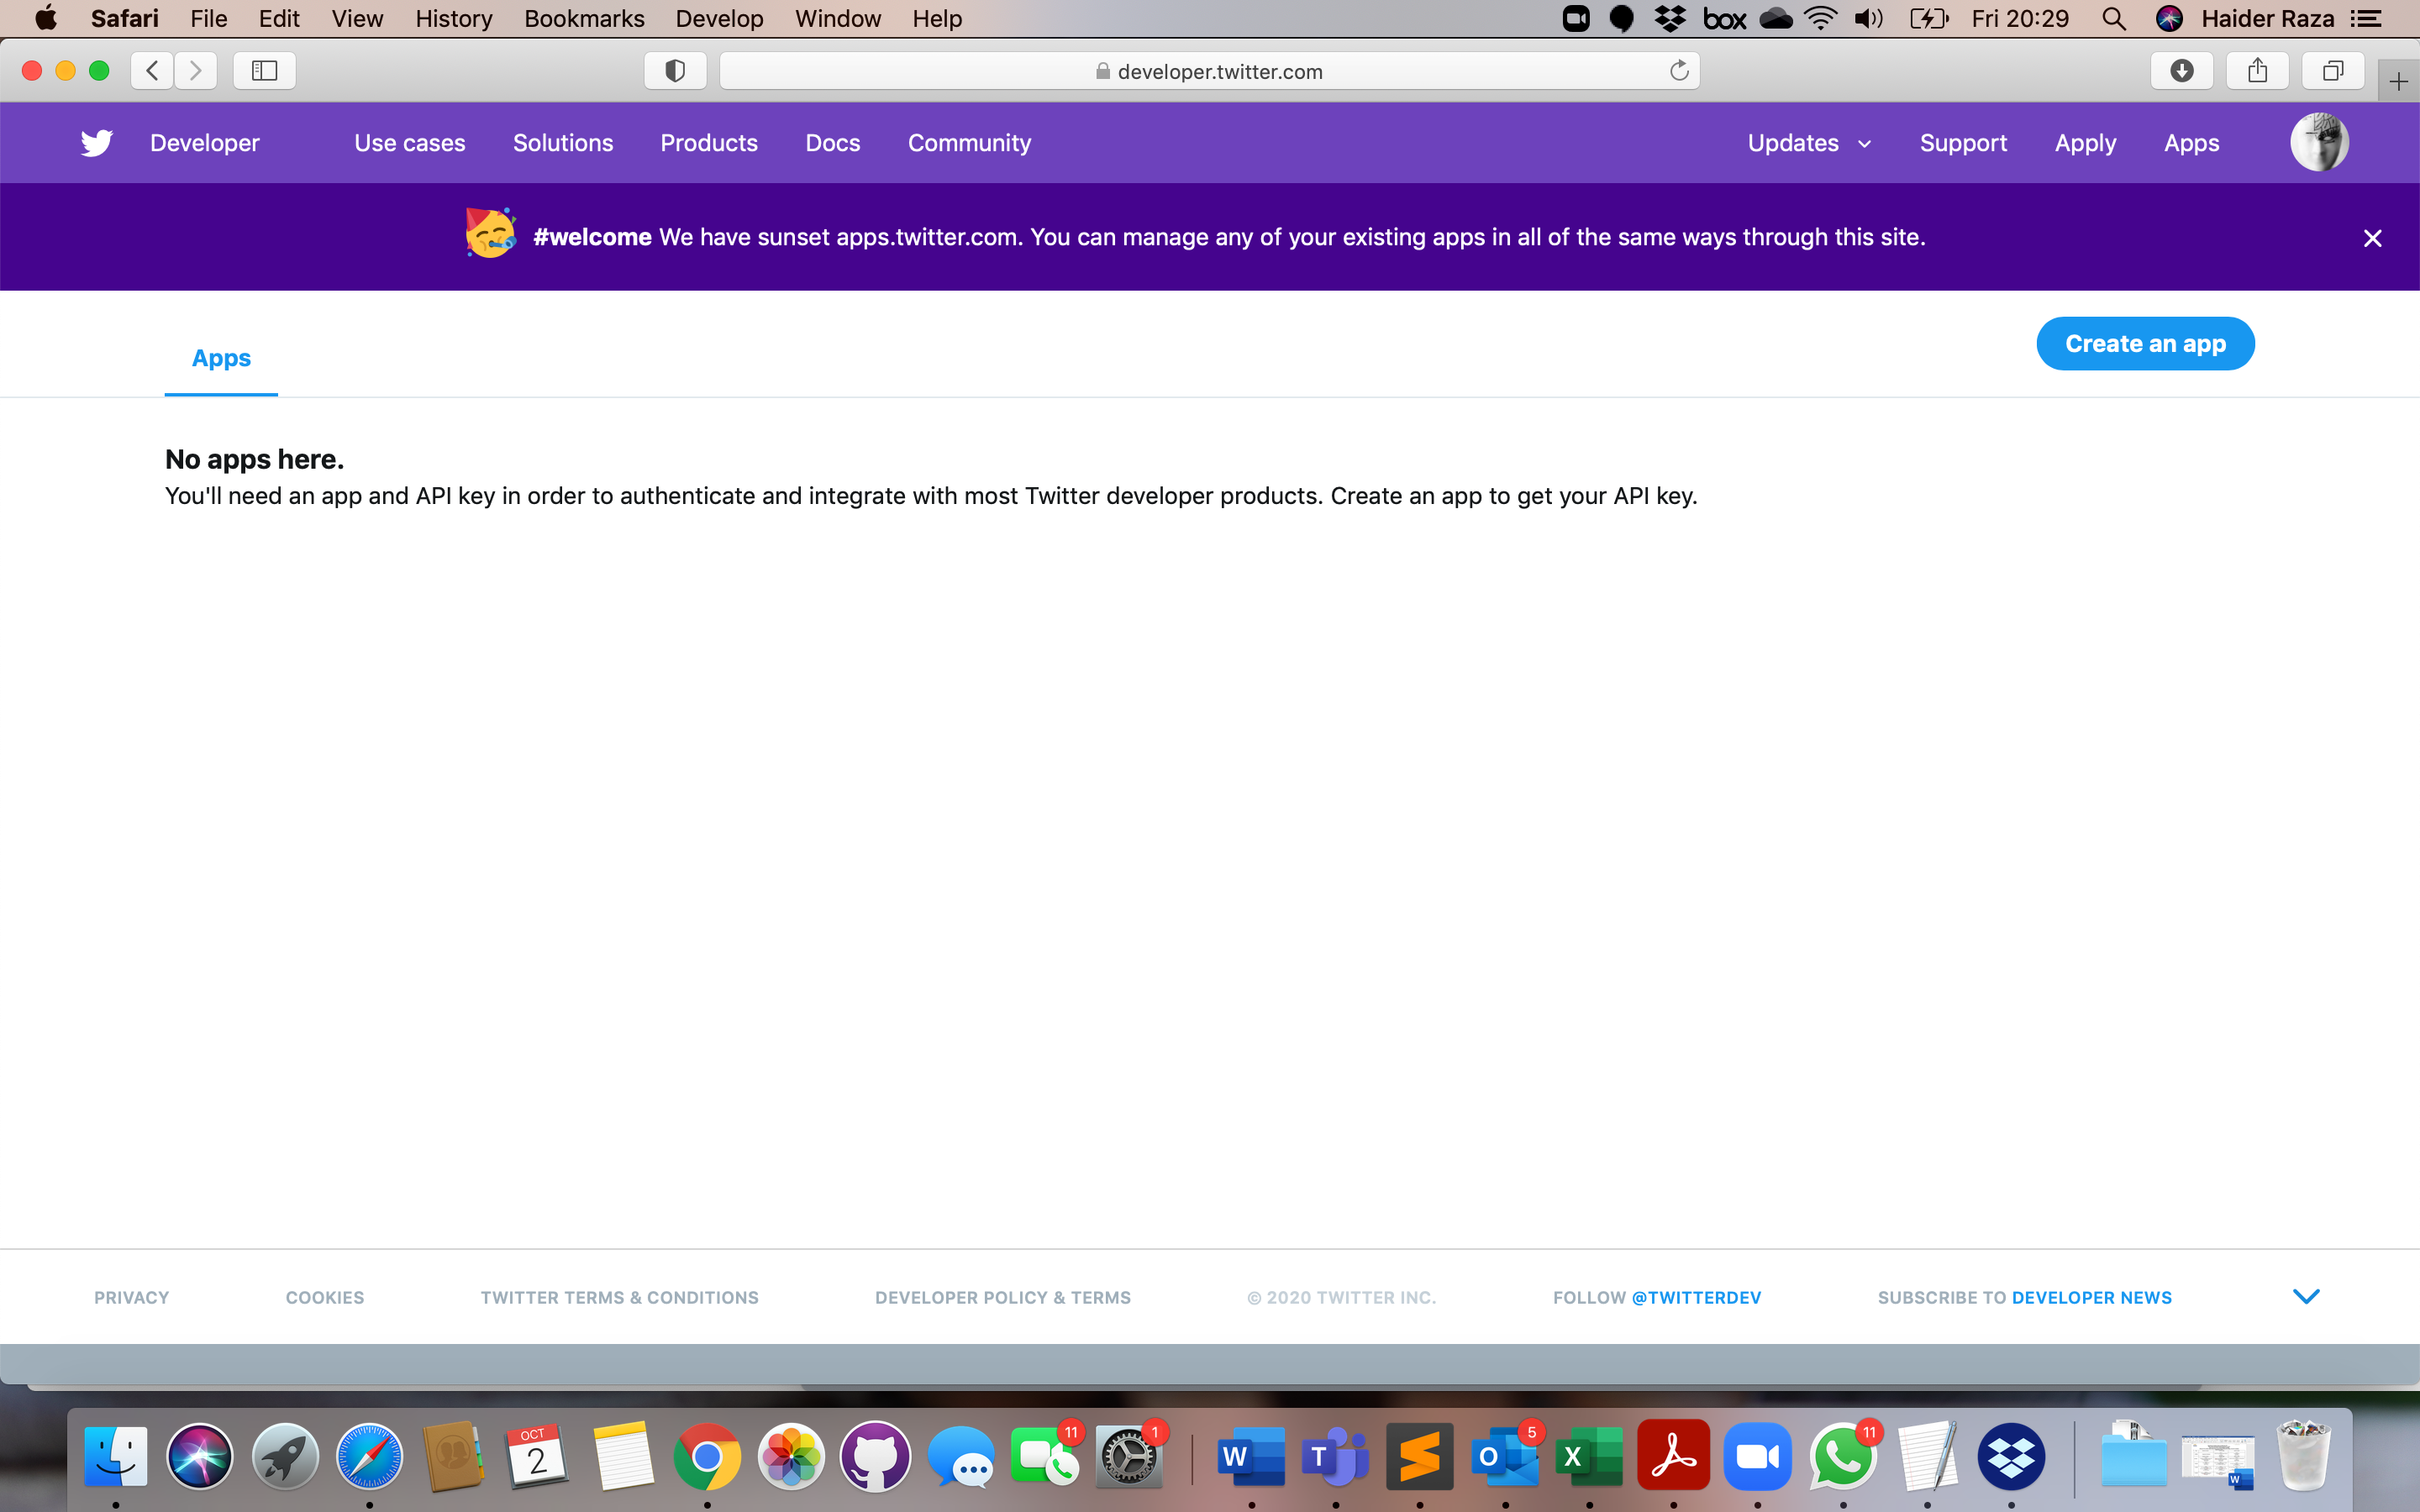 Safari File Edit View History Bookmarks Develop Window Help box Fri 20:29 Haider Raza
developer.twitter.com
Developer Use cases Solutions Products Docs Community Updates Support Apply Apps
#welcome We have sunset apps.twitter.com. You can manage any of your existing apps in all of the same ways through this site.
Create an app
Apps
No apps here.
You'll need an app and API key in order to authenticate and integrate with most Twitter developer products. Create an app to get your API key.
PRIVACY COOKIES TWITTER TERMS & CONDITIONS DEVELOPER POLICY & TERMS © 2020 TWITTER INC. FOLLOW @TWITTERDEV SUBSCRIBE TO DEVELOPER NEWS
OCT 11 1 5 11
2 W T O X W